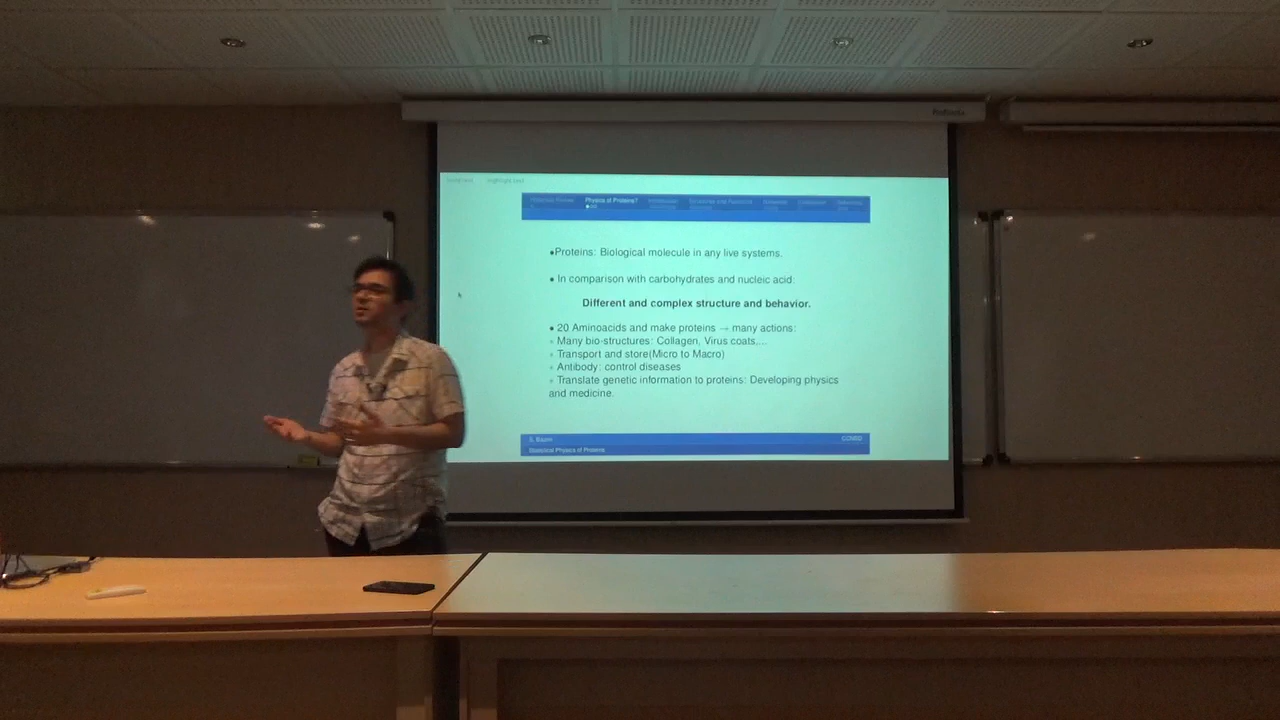 Physics of Proteins?
●Proteins: Biological molecule in any live systems.
● In comparison with carbohydrates and nucleic acid:
Different and complex structure and behavior.
● 20 Aminoacids and make proteins → many actions:
◦ Many bio-structures: Collagen, Virus coats,...
◦ Transport and store(Micro to Macro)
◦ Antibody: control diseases
◦ Translate genetic information to proteins: Developing physics
and medicine.
Statistical Physics of Proteins